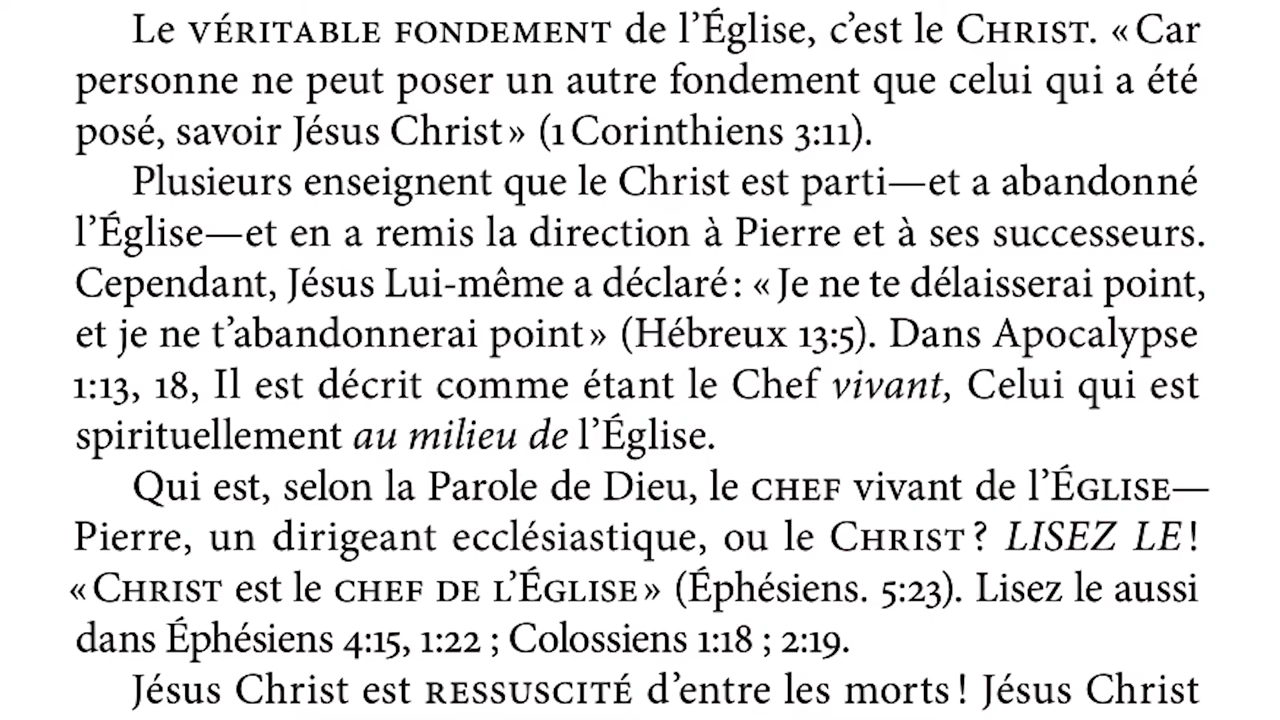 Le VÉRITABLE FONDEMENT de l’Église, c’est le CHRIST. « Car
personne ne peut poser un autre fondement que celui qui a été
posé, savoir Jésus Christ » (1 Corinthiens 3:11).
Plusieurs enseignent que le Christ est parti—et a abandonné
l’Église—et en a remis la direction à Pierre et à ses successeurs.
Cependant, Jésus Lui-même a déclaré : « Je ne te délaisserai point,
et je ne t’abandonnerai point » (Hébreux 13:5). Dans Apocalypse
1:13, 18, Il est décrit comme étant le Chef vivant, Celui qui est
spirituellement au milieu de l’Église.
Qui est, selon la Parole de Dieu, le CHEF vivant de l’ÉGLISE—
Pierre, un dirigeant ecclésiastique, ou le CHRIST ? LISEZ LE !
« CHRIST est le CHEF DE L’ÉGLISE » (Éphésiens. 5:23). Lisez le aussi
dans Éphésiens 4:15, 1:22 ; Colossiens 1:18 ; 2:19.
Jésus Christ est RESSUSCITÉ d’entre les morts ! Jésus Christ